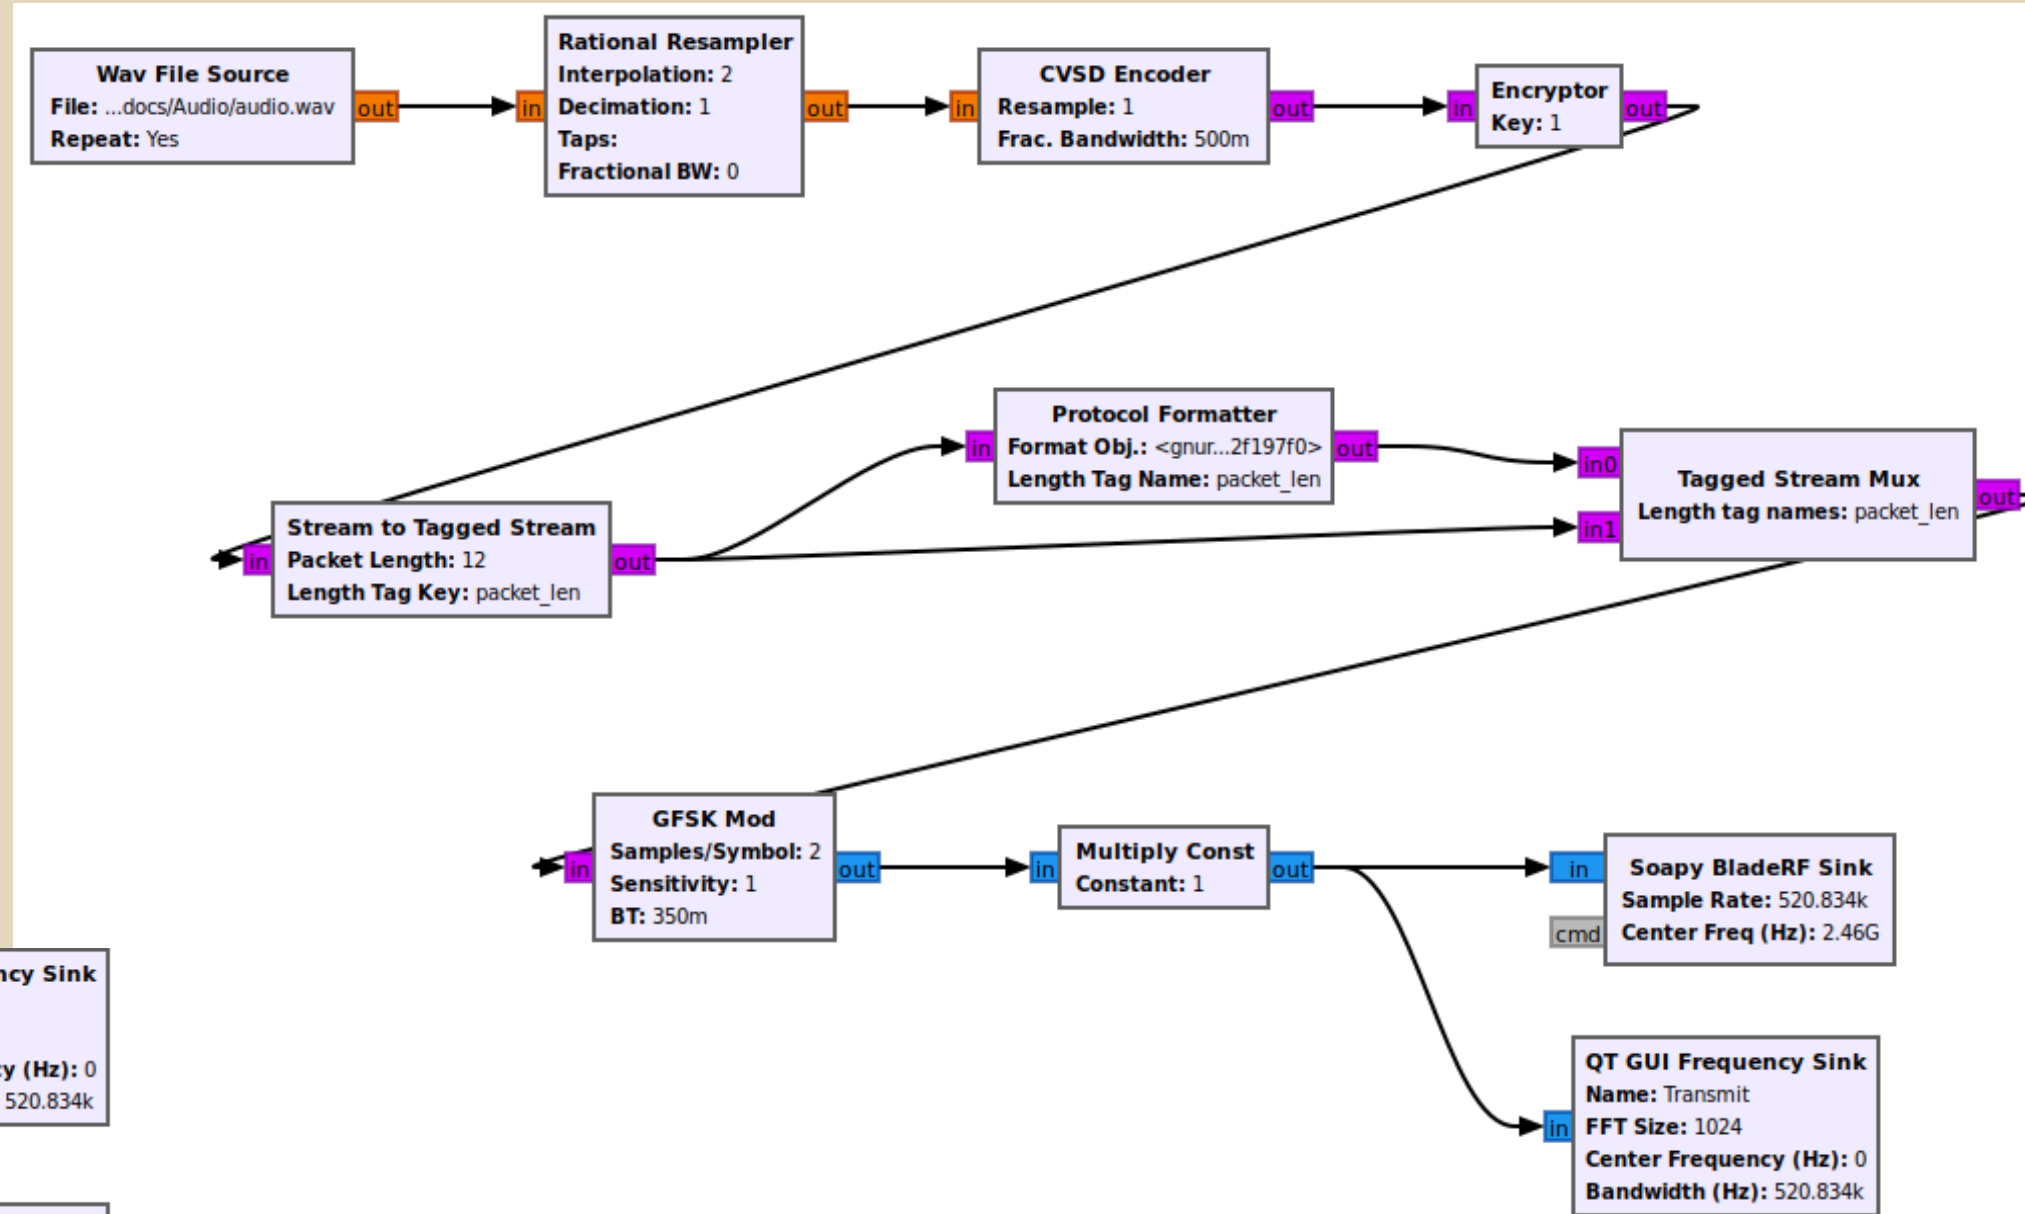 Wav File Source
File: ...docs/Audio/audio.wav
Repeat: Yes
out
in
Rational Resampler
Interpolation: 2
Decimation: 1
Taps:
Fractional BW: 0
out
in
CVSD Encoder
Resample: 1
Frac. Bandwidth: 500m
out
in
Encryptor
Key: 1
out
in
Stream to Tagged Stream
Packet Length: 12
Length Tag Key: packet_len
out
in
Protocol Formatter
Format Obj.: <gnur...2f197f0>
Length Tag Name: packet_len
out
in0
in1
Tagged Stream Mux
Length tag names: packet_len
out
in
GFSK Mod
Samples/Symbol: 2
Sensitivity: 1
BT: 350m
out
in
Multiply Const
Constant: 1
out
in
cmd
Soapy BladeRF Sink
Sample Rate: 520.834k
Center Freq (Hz): 2.46G
in
QT GUI Frequency Sink
Name: Transmit
FFT Size: 1024
Center Frequency (Hz): 0
Bandwidth (Hz): 520.834k
ncy Sink
cy (Hz): 0
520.834k